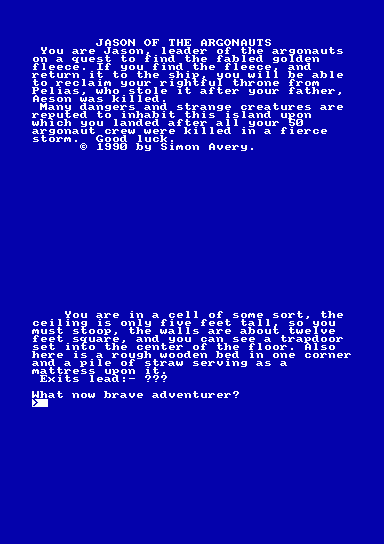 JASON OF THE ARGONAUTS
You are Jason, leader of the argonauts
on a quest to find the fabled golden
fleece. If you find the fleece, and
return it to the ship, you will be able
to reclaim your rightful throne from
Pelias, who stole it after your father,
Aeson was killed.
Many dangers and strange creatures are
reputed to inhabit this island upon
which you landed after all your 50
argonaut crew were killed in a fierce
storm.  Good luck.
© 1990 by Simon Avery.
You are in a cell of some sort, the
ceiling is only five feet tall, so you
must stoop, the walls are about twelve
feet square, and you can see a trapdoor
set into the center of the floor. Also
here is a rough wooden bed in one corner
and a pile of straw serving as a
mattress upon it.
Exits lead:- ???
What now brave adventurer?
>